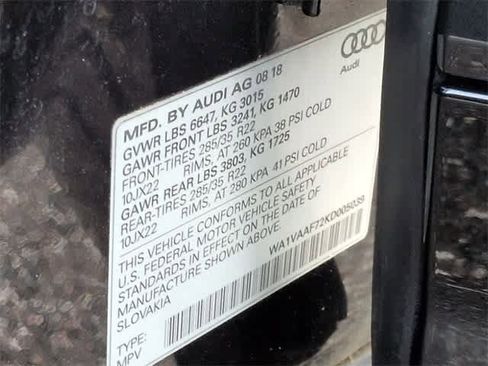 Audi
MFD. BY AUDI AG 08 18
GVWR LBS 6647, KG 3015
GAWR FRONT LBS 3241, KG 1470
FRONT-TIRES 285/35 R22
10JX22 RIMS, AT 260 KPA 38 PSI COLD
GAWR REAR LBS 3803, KG 1725
REAR-TIRES 285/35 R22
10JX22 RIMS, AT 280 KPA 41 PSI COLD
THIS VEHICLE CONFORMS TO ALL APPLICABLE
U.S. FEDERAL MOTOR VEHICLE SAFETY
STANDARDS IN EFFECT ON THE DATE OF
MANUFACTURE SHOWN ABOVE.
SLOVAKIA
WA1VAAF72KD005039
TYPE:
MPV